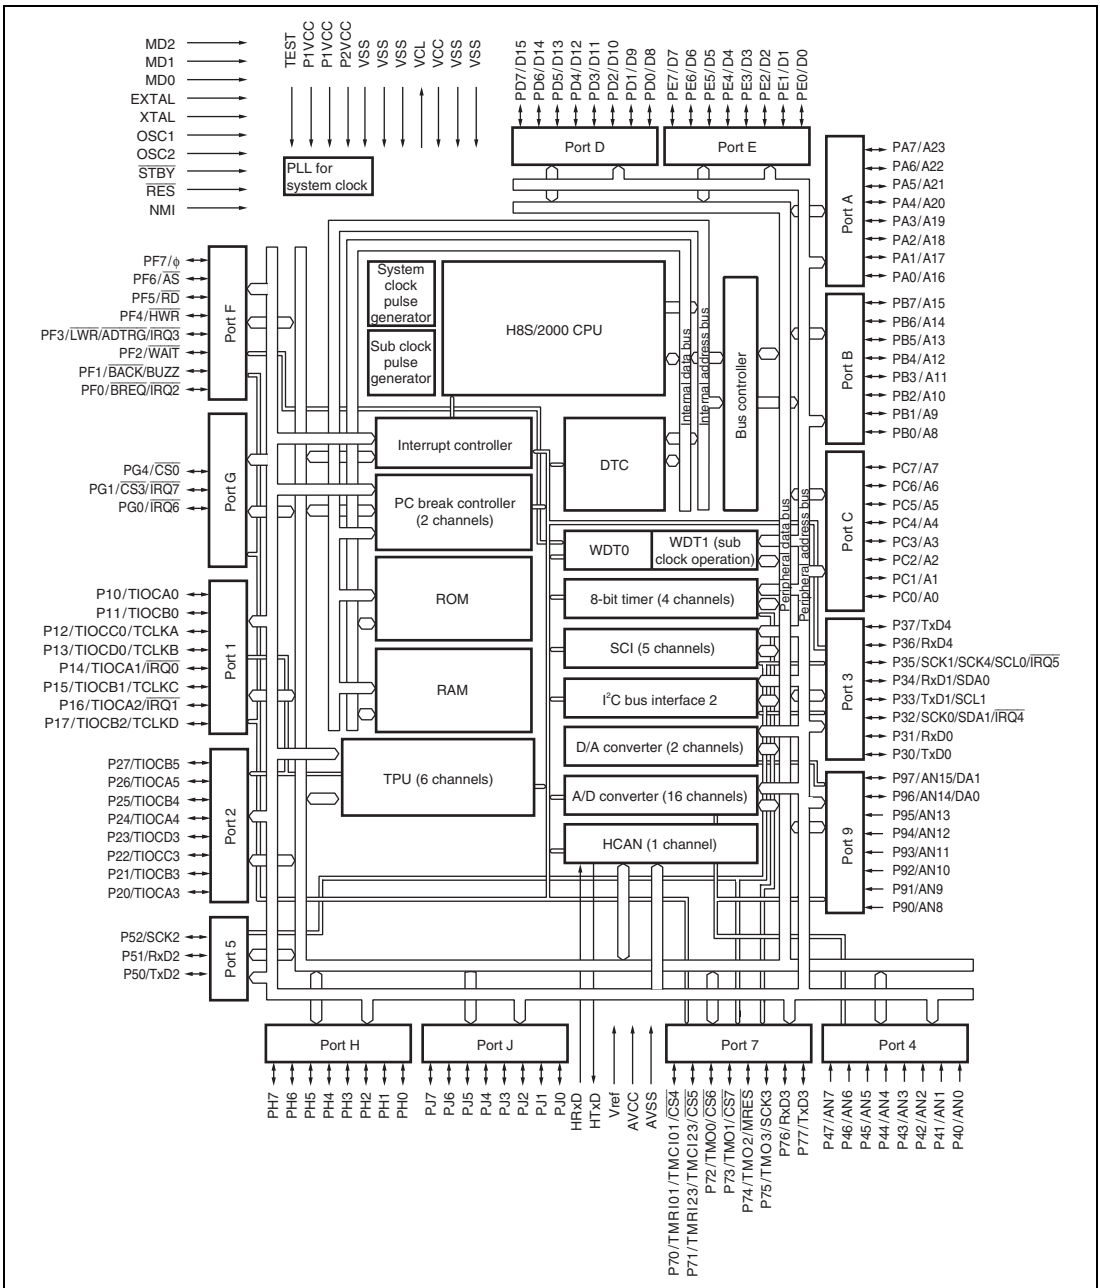 MD2
MD1
MD0
EXTAL
XTAL
OSC1
OSC2
STBY
RES
NMI
TEST
P1VCC
P1VCC
P2VCC
VSS
VSS
VSS
VCL
VCC
VSS
VSS
PLL for
system clock
PD7/D15
PD6/D14
PD5/D13
PD4/D12
PD3/D11
PD2/D10
PD1/D9
PD0/D8
Port D
PE7/D7
PE6/D6
PE5/D5
PE4/D4
PE3/D3
PE2/D2
PE1/D1
PE0/D0
Port E
PA7/A23
PA6/A22
PA5/A21
PA4/A20
PA3/A19
PA2/A18
PA1/A17
PA0/A16
Port A
PB7/A15
PB6/A14
PB5/A13
PB4/A12
PB3/A11
PB2/A10
PB1/A9
PB0/A8
Port B
PC7/A7
PC6/A6
PC5/A5
PC4/A4
PC3/A3
PC2/A2
PC1/A1
PC0/A0
Port C
P37/TxD4
P36/RxD4
P35/SCK1/SCK4/SCL0/IRQ5
P34/RxD1/SDA0
P33/TxD1/SCL1
P32/SCK0/SDA1/IRQ4
P31/RxD0
P30/TxD0
Port 3
P97/AN15/DA1
P96/AN14/DA0
P95/AN13
P94/AN12
P93/AN11
P92/AN10
P91/AN9
P90/AN8
Port 9
PF7/ϕ
PF6/AS
PF5/RD
PF4/HWR
PF3/LWR/ADTRG/IRQ3
PF2/WAIT
PF1/BACK/BUZZ
PF0/BREQ/IRQ2
Port F
PG4/CS0
PG1/CS3/IRQ7
PG0/IRQ6
Port G
P10/TIOCA0
P11/TIOCB0
P12/TIOCC0/TCLKA
P13/TIOCD0/TCLKB
P14/TIOCA1/IRQ0
P15/TIOCB1/TCLKC
P16/TIOCA2/IRQ1
P17/TIOCB2/TCLKD
Port 1
P27/TIOCB5
P26/TIOCA5
P25/TIOCB4
P24/TIOCA4
P23/TIOCD3
P22/TIOCC3
P21/TIOCB3
P20/TIOCA3
Port 2
P52/SCK2
P51/RxD2
P50/TxD2
Port 5
System
clock
pulse
generator
Sub clock
pulse
generator
H8S/2000 CPU
Internal data bus
Internal address bus
Bus controller
Interrupt controller
DTC
PC break controller
(2 channels)
ROM
RAM
TPU (6 channels)
WDT0
WDT1 (sub
clock operation)
8-bit timer (4 channels)
SCI (5 channels)
I²C bus interface 2
D/A converter (2 channels)
A/D converter (16 channels)
HCAN (1 channel)
Peripheral data bus
Peripheral address bus
Port H
PH7
PH6
PH5
PH4
PH3
PH2
PH1
PH0
Port J
PJ7
PJ6
PJ5
PJ4
PJ3
PJ2
PJ1
PJ0
HRxD
HTxD
Vref
AVCC
AVSS
Port 7
P70/TMRI01/TMCI01/CS4
P71/TMRI23/TMCI23/CS5
P72/TMO0/CS6
P73/TMO1/CS7
P74/TMO2/MRES
P75/TMO3/SCK3
P76/RxD3
P77/TxD3
Port 4
P47/AN7
P46/AN6
P45/AN5
P44/AN4
P43/AN3
P42/AN2
P41/AN1
P40/AN0